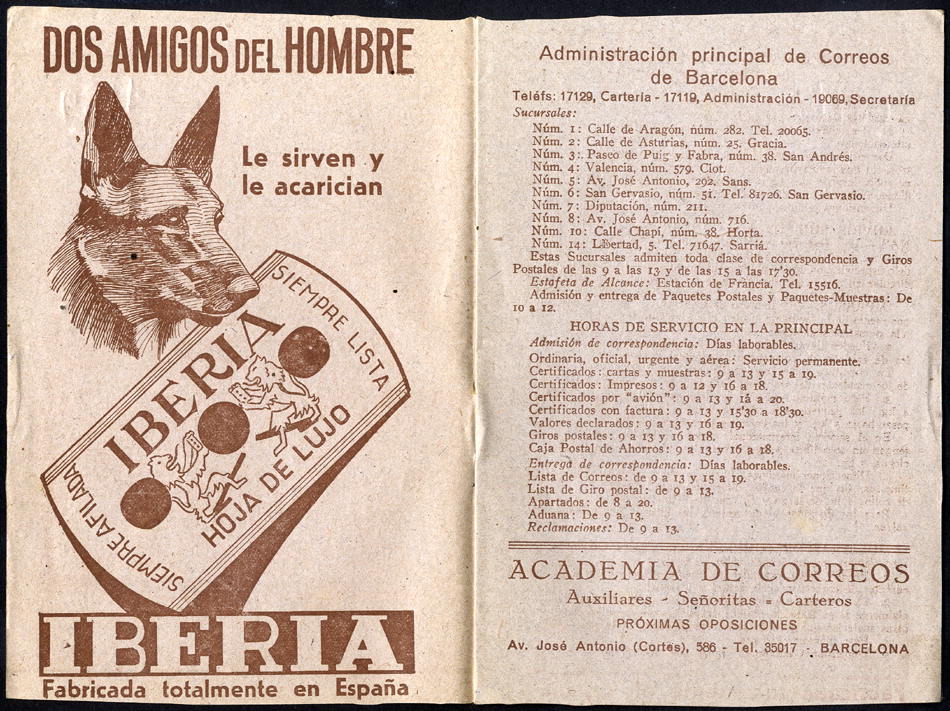 DOS AMIGOS DEL HOMBRE
Le sirven y
le acarician
SIEMPRE LISTA
IBERIA
HOJA DE LUJO
SIEMPRE AFILADA
SIEMPRE
IBERIA
Fabricada totalmente en España
Administración principal de Correos
de Barcelona
Teléfs: 17129, Cartería - 17119, Administración - 19069, Secretaría
Sucursales:
Núm. 1: Calle de Aragón, núm. 282. Tel. 20065.
Núm. 2: Calle de Asturias, núm. 25. Gracia.
Núm. 3: Paseo de Puig y Fabra, núm. 38. San Andrés.
Núm. 4: Valencia, núm. 579. Clot.
Núm. 5: Av. José Antonio, 292. Sans.
Núm. 6: San Gervasio, núm. 51. Tel. 81726. San Gervasio.
Núm. 7: Diputación, núm. 211.
Núm. 8: Av. José Antonio, núm. 716.
Núm. 10: Calle Chapí, núm. 38. Horta.
Núm. 14: Libertad, 5. Tel. 71647. Sarriá.
Estas Sucursales admiten toda clase de correspondencia y Giros
Postales de las 9 a las 13 y de las 15 a las 17'30.
Estafeta de Alcance: Estación de Francia. Tel. 15516.
Admisión y entrega de Paquetes Postales y Paquetes-Muestras: De
10 a 12.
HORAS DE SERVICIO EN LA PRINCIPAL
Admisión de correspondencia: Días laborables.
Ordinaria, oficial, urgente y aérea: Servicio permanente.
Certificados: cartas y muestras: 9 a 13 y 15 a 19.
Certificados: Impresos: 9 a 12 y 16 a 18.
Certificados por "avión": 9 a 13 y 1á a 20.
Certificados con factura: 9 a 13 y 15'30 a 18'30.
Valores declarados: 9 a 13 y 16 a 19.
Giros postales: 9 a 13 y 16 a 18.
Caja Postal de Ahorros: 9 a 13 y 16 a 18.
Entrega de correspondencia: Días laborables.
Lista de Correos: de 9 a 13 y 15 a 19.
Lista de Giro postal: de 9 a 13.
Apartados: de 8 a 20.
Aduana: De 9 a 13.
Reclamaciones: De 9 a 13.
ACADEMIA DE CORREOS
Auxiliares - Señoritas - Carteros
PRÓXIMAS OPOSICIONES
Av. José Antonio (Cortes), 586 - Tel. 35017 - BARCELONA